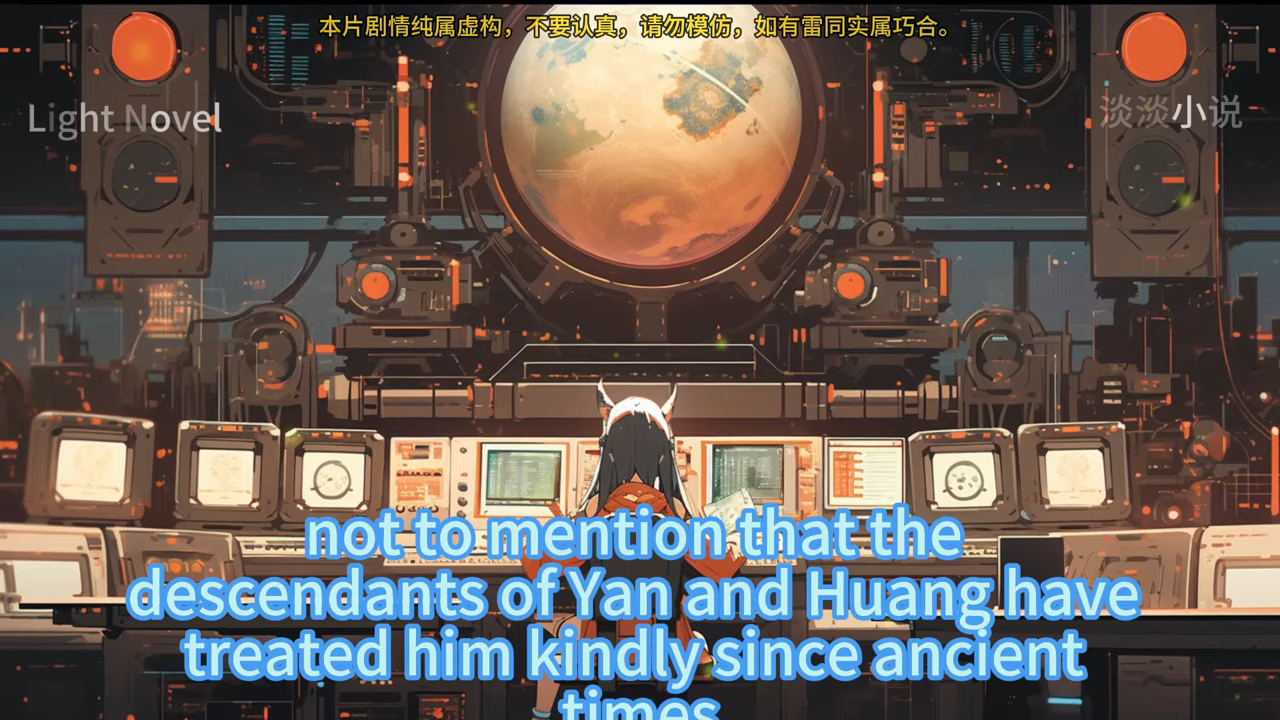 本片剧情纯属虚构，不要认真，请勿模仿，如有雷同实属巧合。
Light Novel
淡淡小说
not to mention that the
descendants of Yan and Huang have
treated him kindly since ancient
times